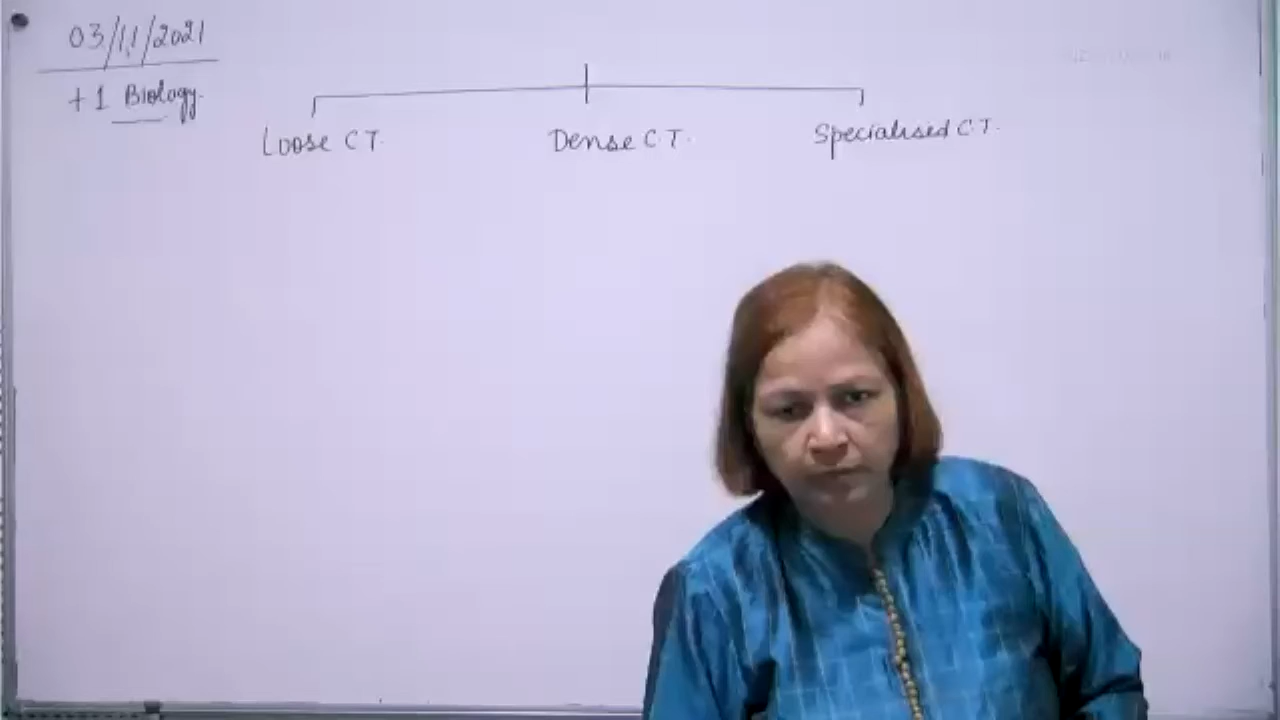 03/11/2021
+1 Biology
Loose C T.
Dense C.T.
Specialised C.T.